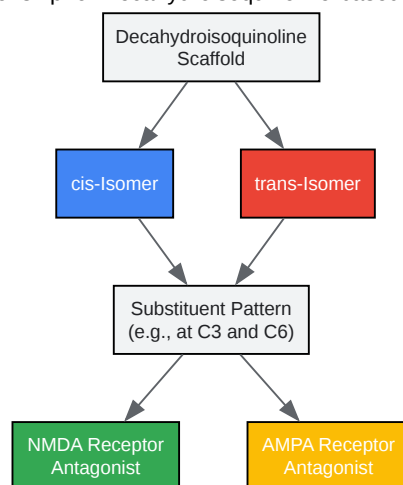 Decahydroisoquinoline
Scaffold
cis-Isomer
trans-Isomer
Substituent Pattern
(e.g., at C3 and C6)
NMDA Receptor
Antagonist
AMPA Receptor
Antagonist